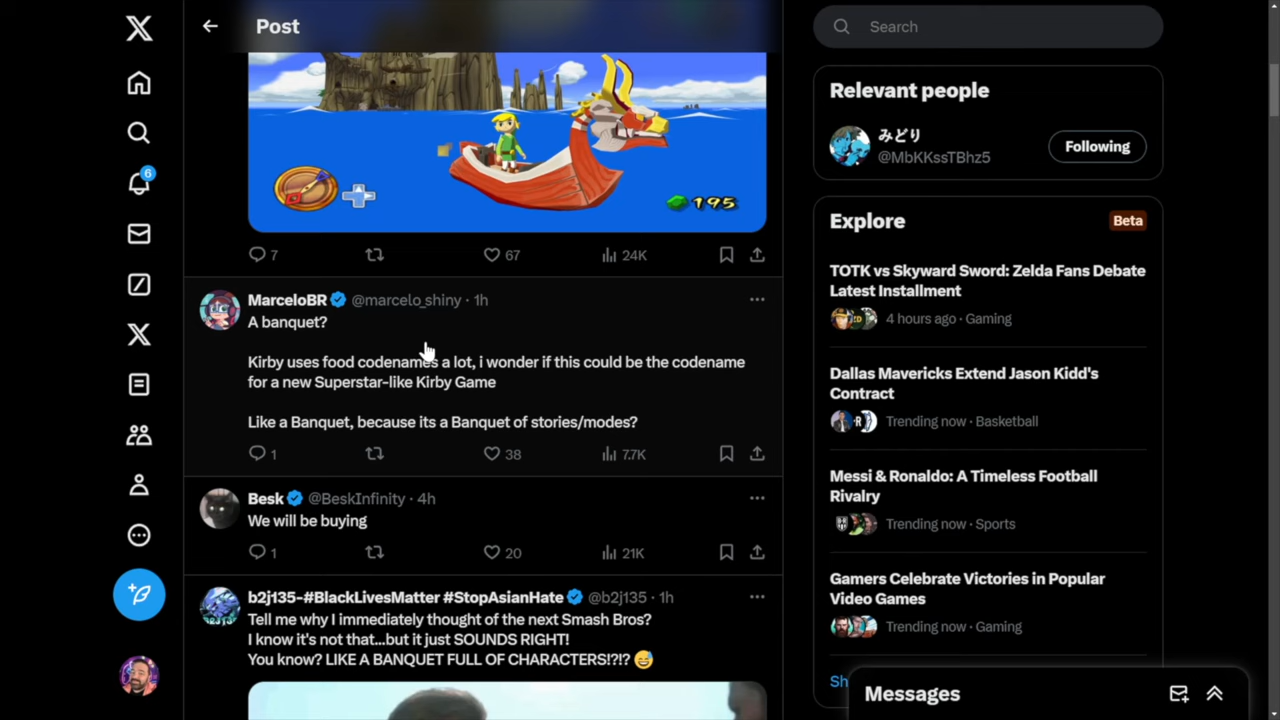 Post
Search
195
7
67
24K
MarceloBR @marcelo_shiny · 1h
A banquet?
Kirby uses food codenames a lot, i wonder if this could be the codename
for a new Superstar-like Kirby Game
Like a Banquet, because its a Banquet of stories/modes?
1
38
7.7K
Besk @BeskInfinity · 4h
We will be buying
1
20
21K
b2j135-#BlackLivesMatter #StopAsianHate @b2j135 · 1h
Tell me why I immediately thought of the next Smash Bros?
I know it's not that...but it just SOUNDS RIGHT!
You know? LIKE A BANQUET FULL OF CHARACTERS!?!? 😅
6
Relevant people
みどり
@MbKKssTBhz5
Following
Explore
Beta
TOTK vs Skyward Sword: Zelda Fans Debate
Latest Installment
4 hours ago · Gaming
Dallas Mavericks Extend Jason Kidd's
Contract
Trending now · Basketball
Messi & Ronaldo: A Timeless Football
Rivalry
Trending now · Sports
Gamers Celebrate Victories in Popular
Video Games
Trending now · Gaming
Sh
Messages